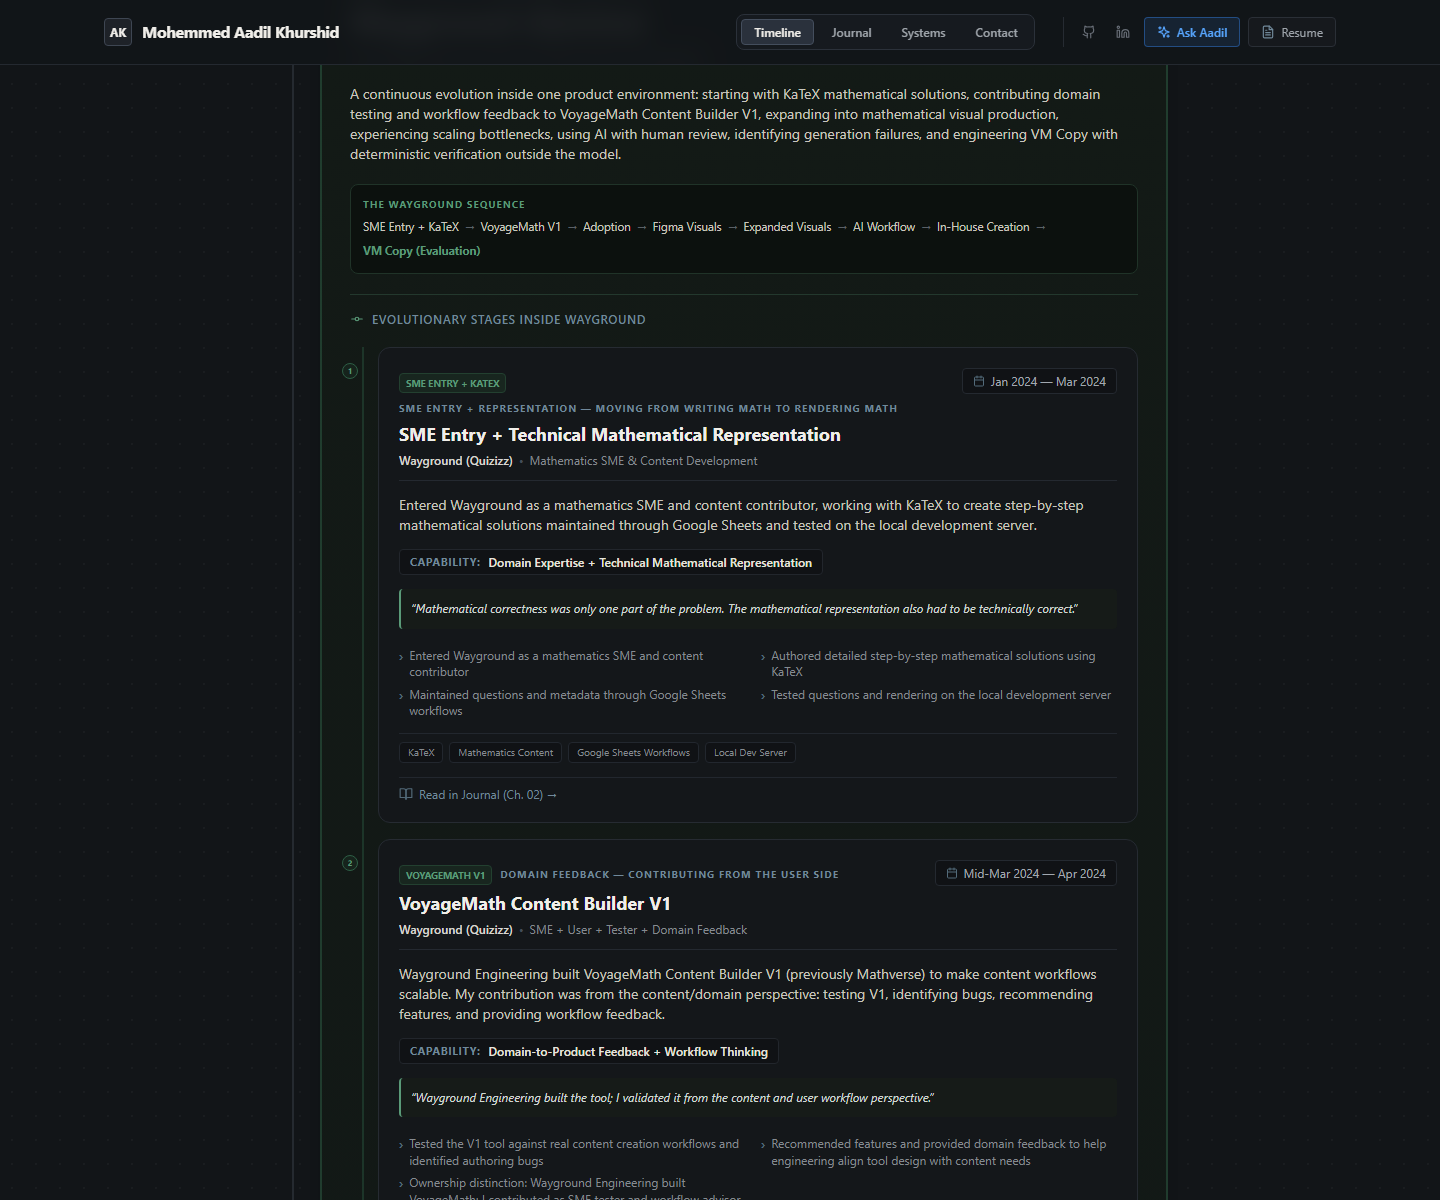 AK Mohemmed Aadil Khurshid Timeline Journal Systems Contact Ask Aadil Resume
A continuous evolution inside one product environment: starting with KaTeX mathematical solutions, contributing domain
testing and workflow feedback to VoyageMath Content Builder V1, expanding into mathematical visual production,
experiencing scaling bottlenecks, using AI with human review, identifying generation failures, and engineering VM Copy with
deterministic verification outside the model.
THE WAYGROUND SEQUENCE
SME Entry + KaTeX → VoyageMath V1 → Adoption → Figma Visuals → Expanded Visuals → AI Workflow → In-House Creation →
VM Copy (Evaluation)
EVOLUTIONARY STAGES INSIDE WAYGROUND
1
SME ENTRY + KATEX Jan 2024 — Mar 2024
SME ENTRY + REPRESENTATION — MOVING FROM WRITING MATH TO RENDERING MATH
SME Entry + Technical Mathematical Representation
Wayground (Quizizz) • Mathematics SME & Content Development
Entered Wayground as a mathematics SME and content contributor, working with KaTeX to create step-by-step
mathematical solutions maintained through Google Sheets and tested on the local development server.
CAPABILITY: Domain Expertise + Technical Mathematical Representation
“Mathematical correctness was only one part of the problem. The mathematical representation also had to be technically correct.”
› Entered Wayground as a mathematics SME and content
contributor
› Authored detailed step-by-step mathematical solutions using
KaTeX
› Maintained questions and metadata through Google Sheets
workflows
› Tested questions and rendering on the local development server
KaTeX Mathematics Content Google Sheets Workflows Local Dev Server
Read in Journal (Ch. 02) →
2
VOYAGEMATH V1 DOMAIN FEEDBACK — CONTRIBUTING FROM THE USER SIDE Mid-Mar 2024 — Apr 2024
VoyageMath Content Builder V1
Wayground (Quizizz) • SME + User + Tester + Domain Feedback
Wayground Engineering built VoyageMath Content Builder V1 (previously Mathverse) to make content workflows
scalable. My contribution was from the content/domain perspective: testing V1, identifying bugs, recommending
features, and providing workflow feedback.
CAPABILITY: Domain-to-Product Feedback + Workflow Thinking
“Wayground Engineering built the tool; I validated it from the content and user workflow perspective.”
› Tested the V1 tool against real content creation workflows and
identified authoring bugs
› Recommended features and provided domain feedback to help
engineering align tool design with content needs
› Ownership distinction: Wayground Engineering built
VoyageMath; I contributed as SME tester and workflow advisor